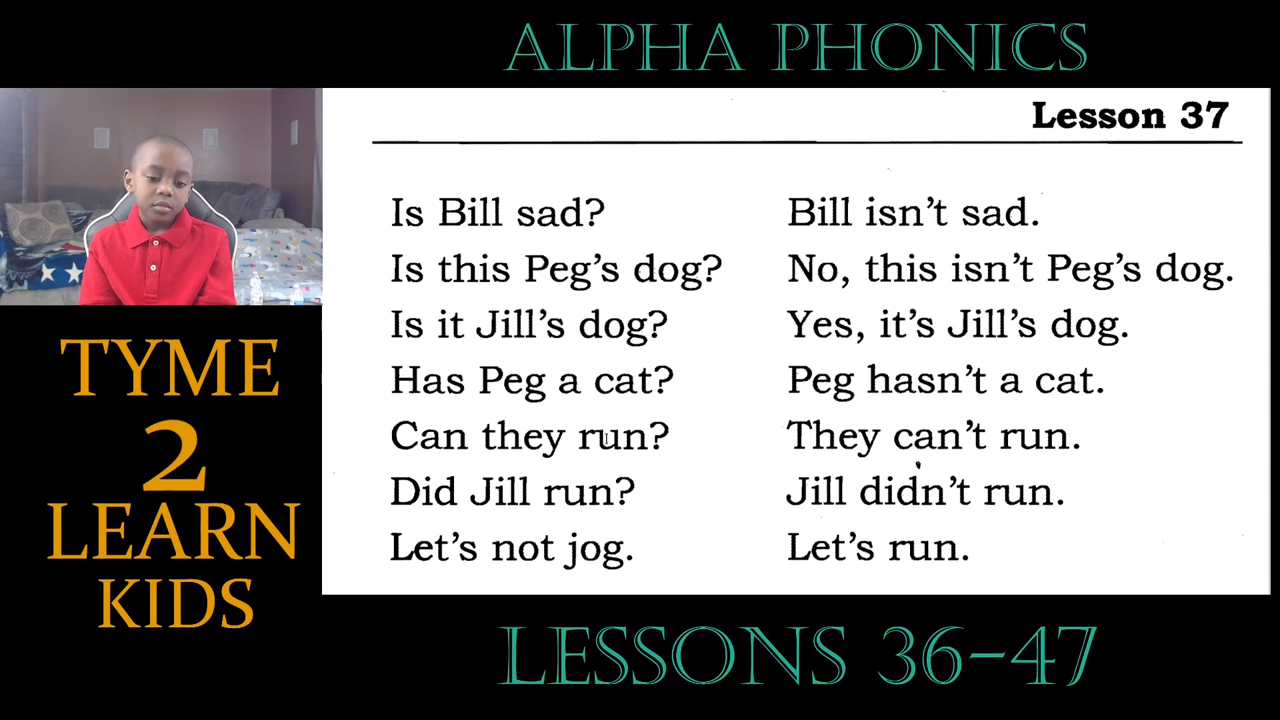 ALPHA PHONICS
Lesson 37
Is Bill sad? Bill isn't sad.
Is this Peg's dog? No, this isn't Peg's dog.
Is it Jill's dog? Yes, it's Jill's dog.
Has Peg a cat? Peg hasn't a cat.
Can they run? They can't run.
Did Jill run? Jill didn't run.
Let's not jog. Let's run.
TYME
2
LEARN
KIDS
LESSONS 36-47